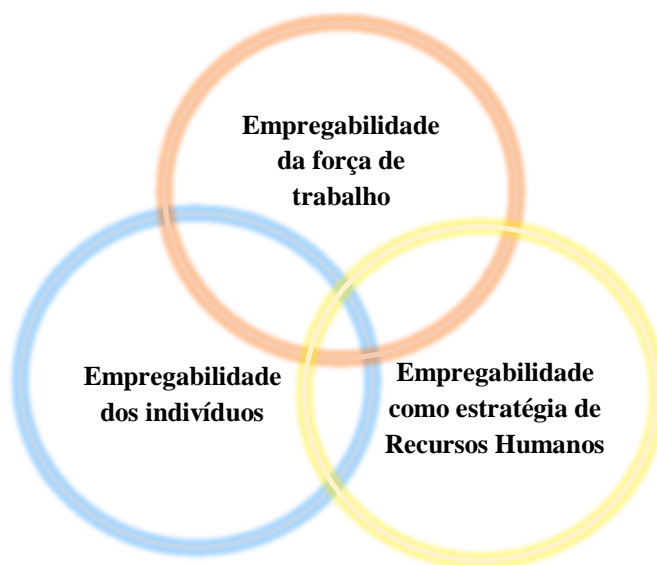 Empregabilidade
da força de
trabalho
Empregabilidade
dos indivíduos
Empregabilidade
como estratégia de
Recursos Humanos